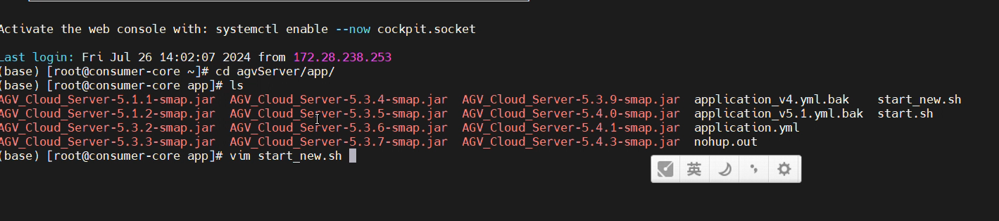 Activate the web console with: systemctl enable --now cockpit.socket
Last login: Fri Jul 26 14:02:07 2024 from 172.28.238.253
(base) [root@consumer-core ~]# cd agvServer/app/
(base) [root@consumer-core app]# ls
AGV_Cloud_Server-5.1.1-smap.jar AGV_Cloud_Server-5.3.4-smap.jar AGV_Cloud_Server-5.3.9-smap.jar application_v4.yml.bak start_new.sh
AGV_Cloud_Server-5.1.2-smap.jar AGV_Cloud_Server-5.3.5-smap.jar AGV_Cloud_Server-5.4.0-smap.jar application_v5.1.yml.bak start.sh
AGV_Cloud_Server-5.3.2-smap.jar AGV_Cloud_Server-5.3.6-smap.jar AGV_Cloud_Server-5.4.1-smap.jar application.yml
AGV_Cloud_Server-5.3.3-smap.jar AGV_Cloud_Server-5.3.7-smap.jar AGV_Cloud_Server-5.4.3-smap.jar nohup.out
(base) [root@consumer-core app]# vim start_new.sh
英